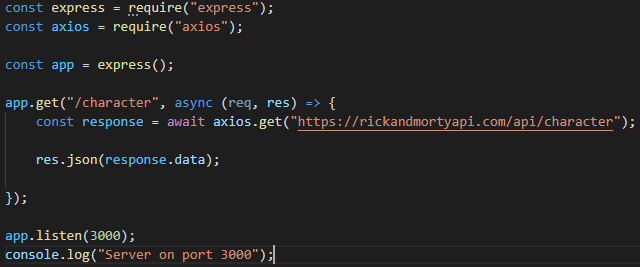 const express = require("express");
const axios = require("axios");
const app = express();
app.get("/character", async (req, res) => {
const response = await axios.get("https://rickandmortyapi.com/api/character");
res.json(response.data);
});
app.listen(3000);
console.log("Server on port 3000");